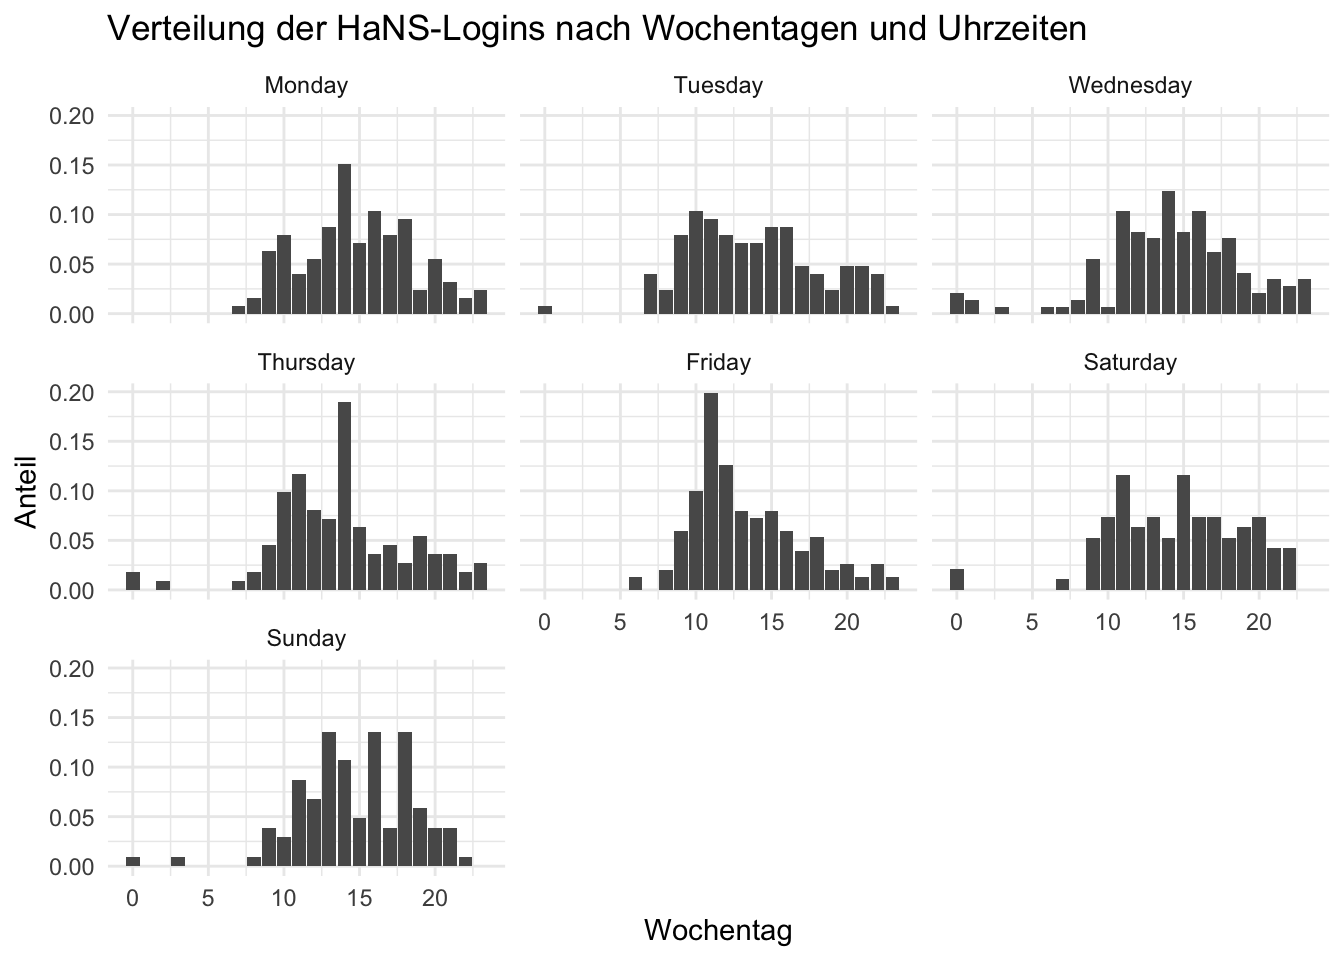 Verteilung der HaNS-Logins nach Wochentagen und Uhrzeiten
Monday Tuesday Wednesday
0.20
0.15
0.10
0.05
0.00
Thursday Friday Saturday
0.20
0.15
0.10
0.05
0.00
Anteil
0 5 10 15 20 0 5 10 15 20
Sunday
0.20
0.15
0.10
0.05
0.00
0 5 10 15 20
Wochentag